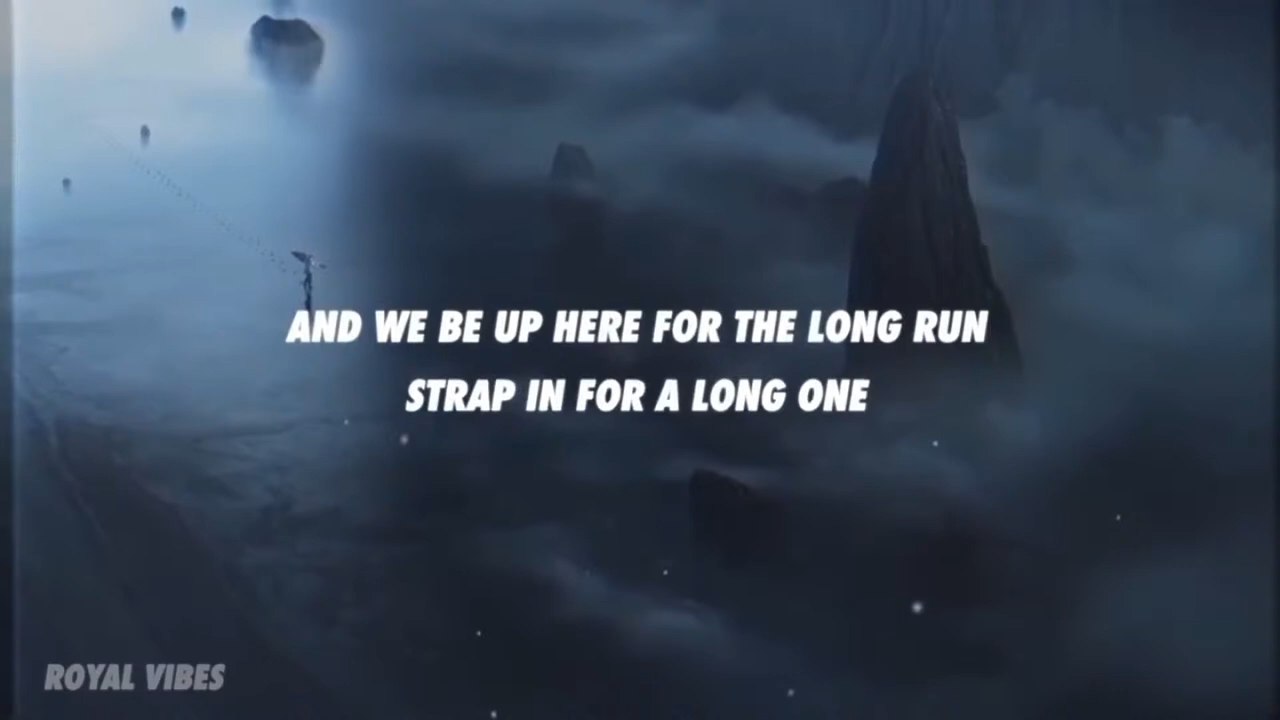 AND WE BE UP HERE FOR THE LONG RUN
STRAP IN FOR A LONG ONE
ROYAL VIBES